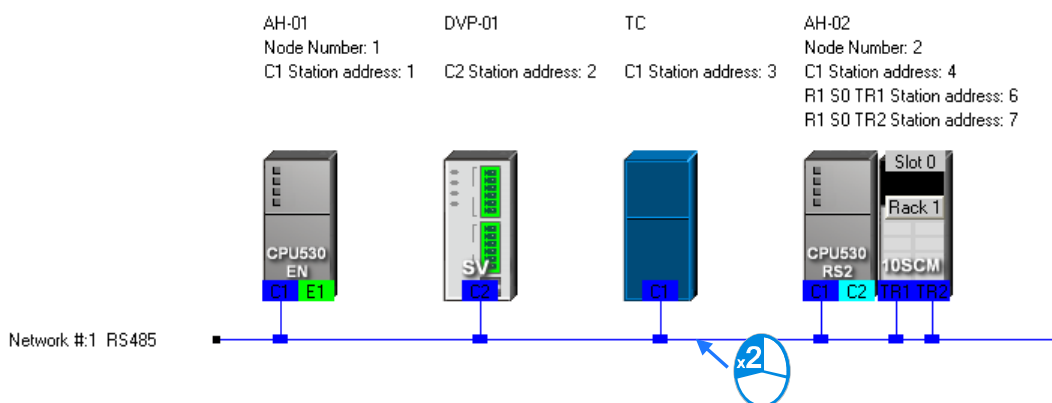 AH-01
Node Number: 1
C1 Station address: 1
DVP-01
C2 Station address: 2
TC
C1 Station address: 3
AH-02
Node Number: 2
C1 Station address: 4
R1 S0 TR1 Station address: 6
R1 S0 TR2 Station address: 7
CPU530
EN
C1 E1
SV
C2
C1
CPU530
RS2
C1 C2
Slot 0
Rack 1
10SCM
TR1 TR2
Network #:1 RS485
x2